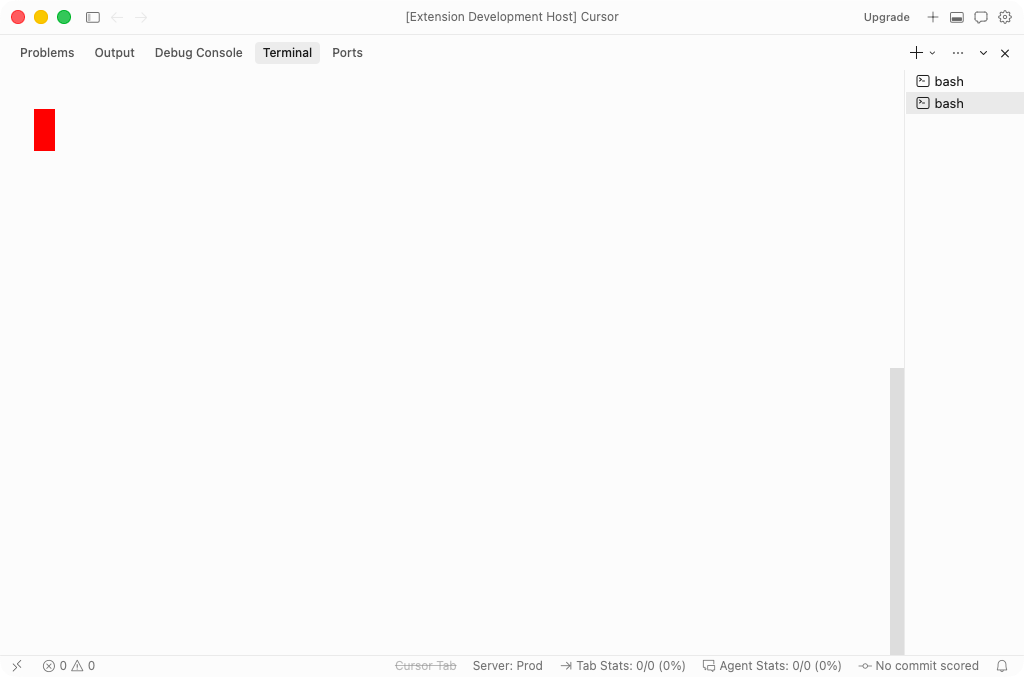 [Extension Development Host] Cursor
Upgrade
Problems Output Debug Console Terminal Ports
bash
bash
0 0 Cursor Tab Server: Prod Tab Stats: 0/0 (0%) Agent Stats: 0/0 (0%) No commit scored